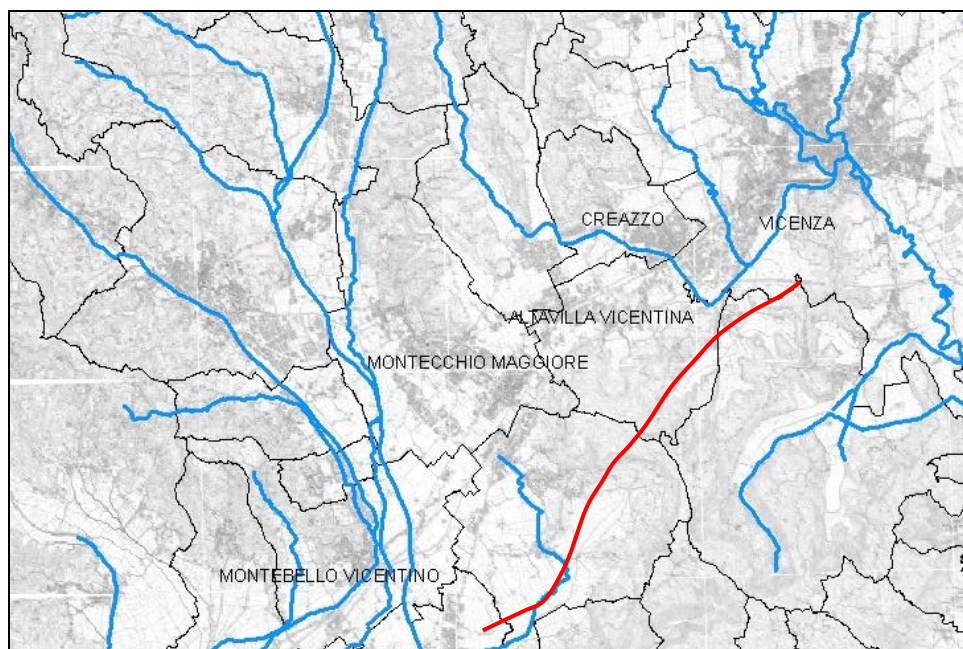 CREAZZO
VICENZA
ALTAVILLA VICENTINA
MONTECCHIO MAGGIORE
MONTEBELLO VICENTINO